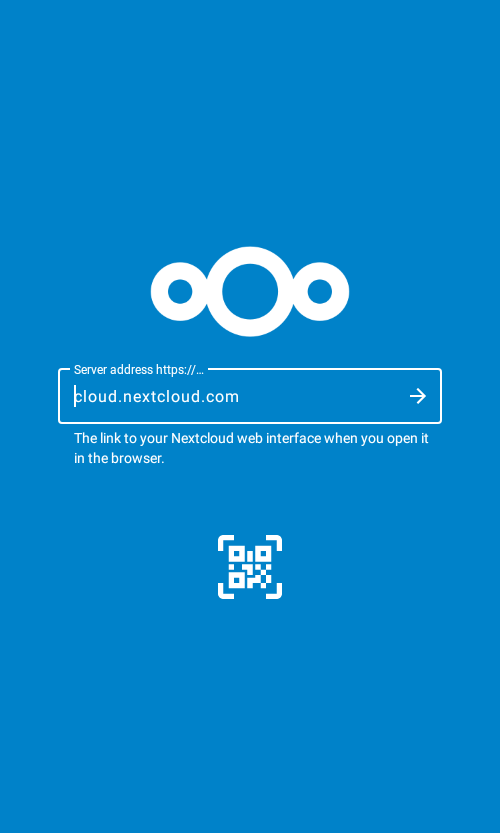 Server address https://…
cloud.nextcloud.com
The link to your Nextcloud web interface when you open it
in the browser.